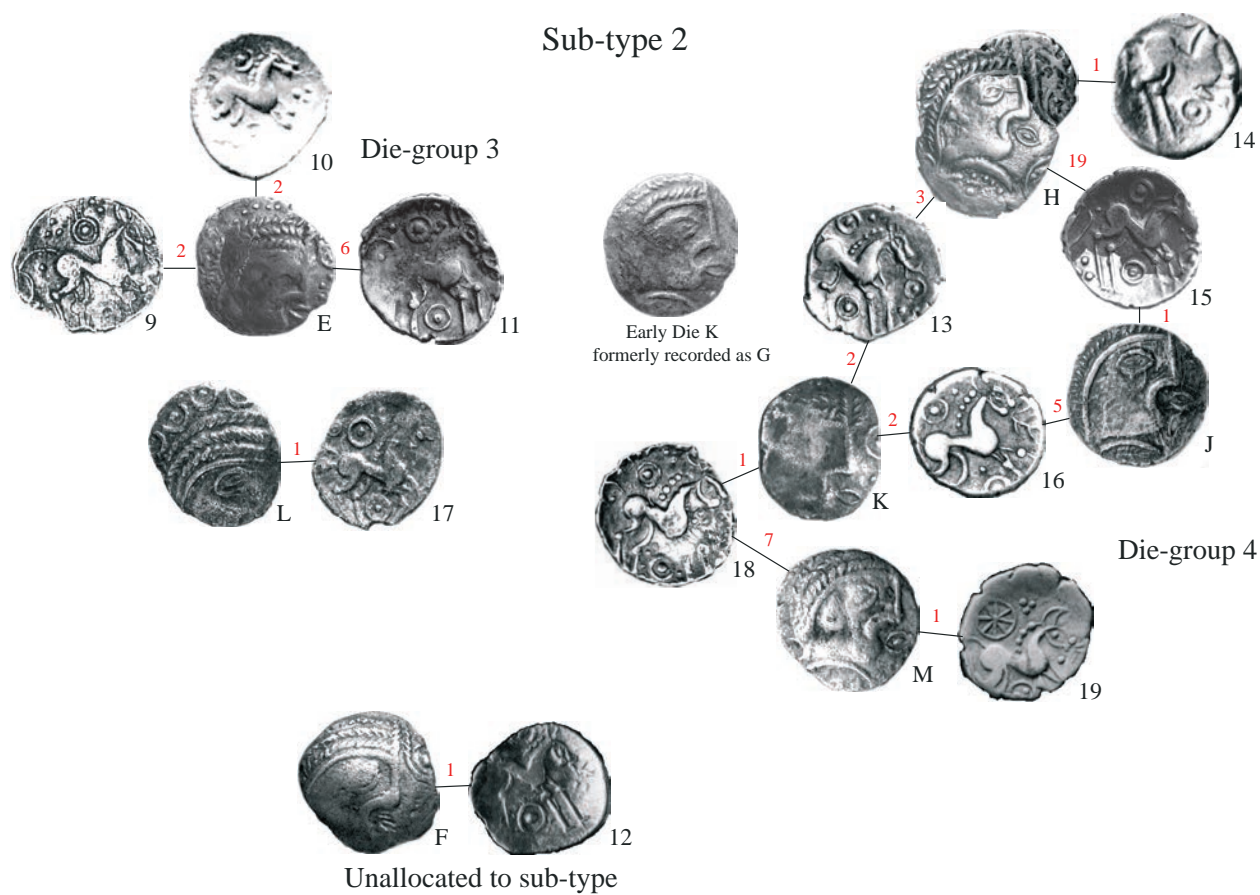 Sub-type 2
1
14
10
Die-group 3
2
19
H
3
2
6
9
E
11
13
15
Early Die K
formerly recorded as G
1
2
2
5
1
J
1
16
L
17
K
7
18
Die-group 4
1
M
19
1
F
12
Unallocated to sub-type